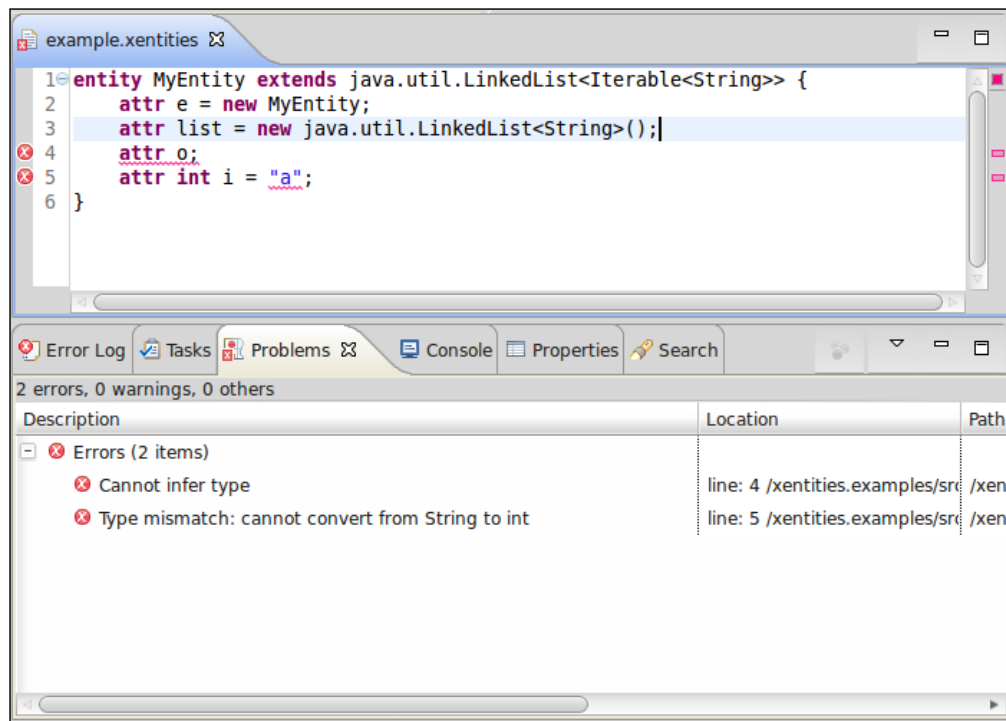 example.xentities
1 entity MyEntity extends java.util.LinkedList<Iterable<String>> {
2     attr e = new MyEntity;
3     attr list = new java.util.LinkedList<String>();
4     attr o;
5     attr int i = "a";
6 }
Error Log Tasks Problems Console Properties Search
2 errors, 0 warnings, 0 others
Description Location Path
Errors (2 items)
Cannot infer type line: 4 /xentities.examples/src /xen
Type mismatch: cannot convert from String to int line: 5 /xentities.examples/src /xen